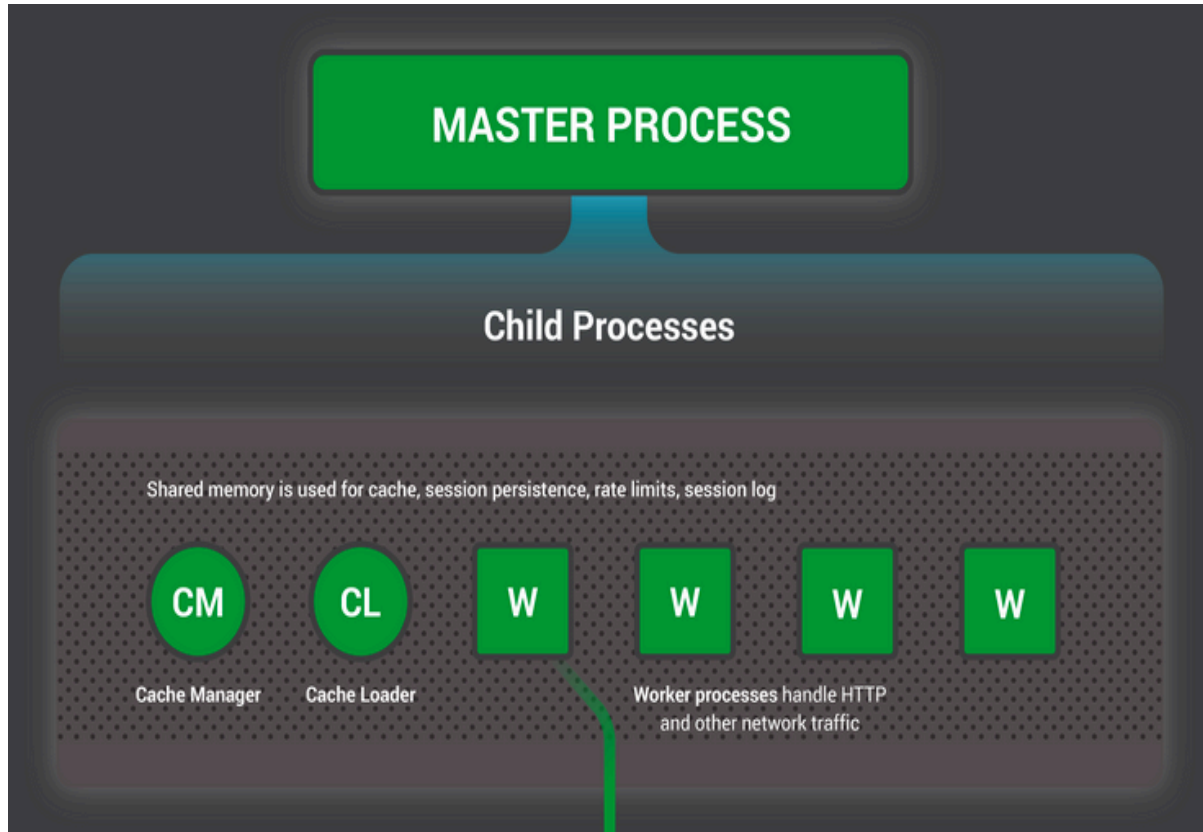 MASTER PROCESS
Child Processes
Shared memory is used for cache, session persistence, rate limits, session log
CM
CL
W
W
W
W
Cache Manager
Cache Loader
Worker processes handle HTTP
and other network traffic